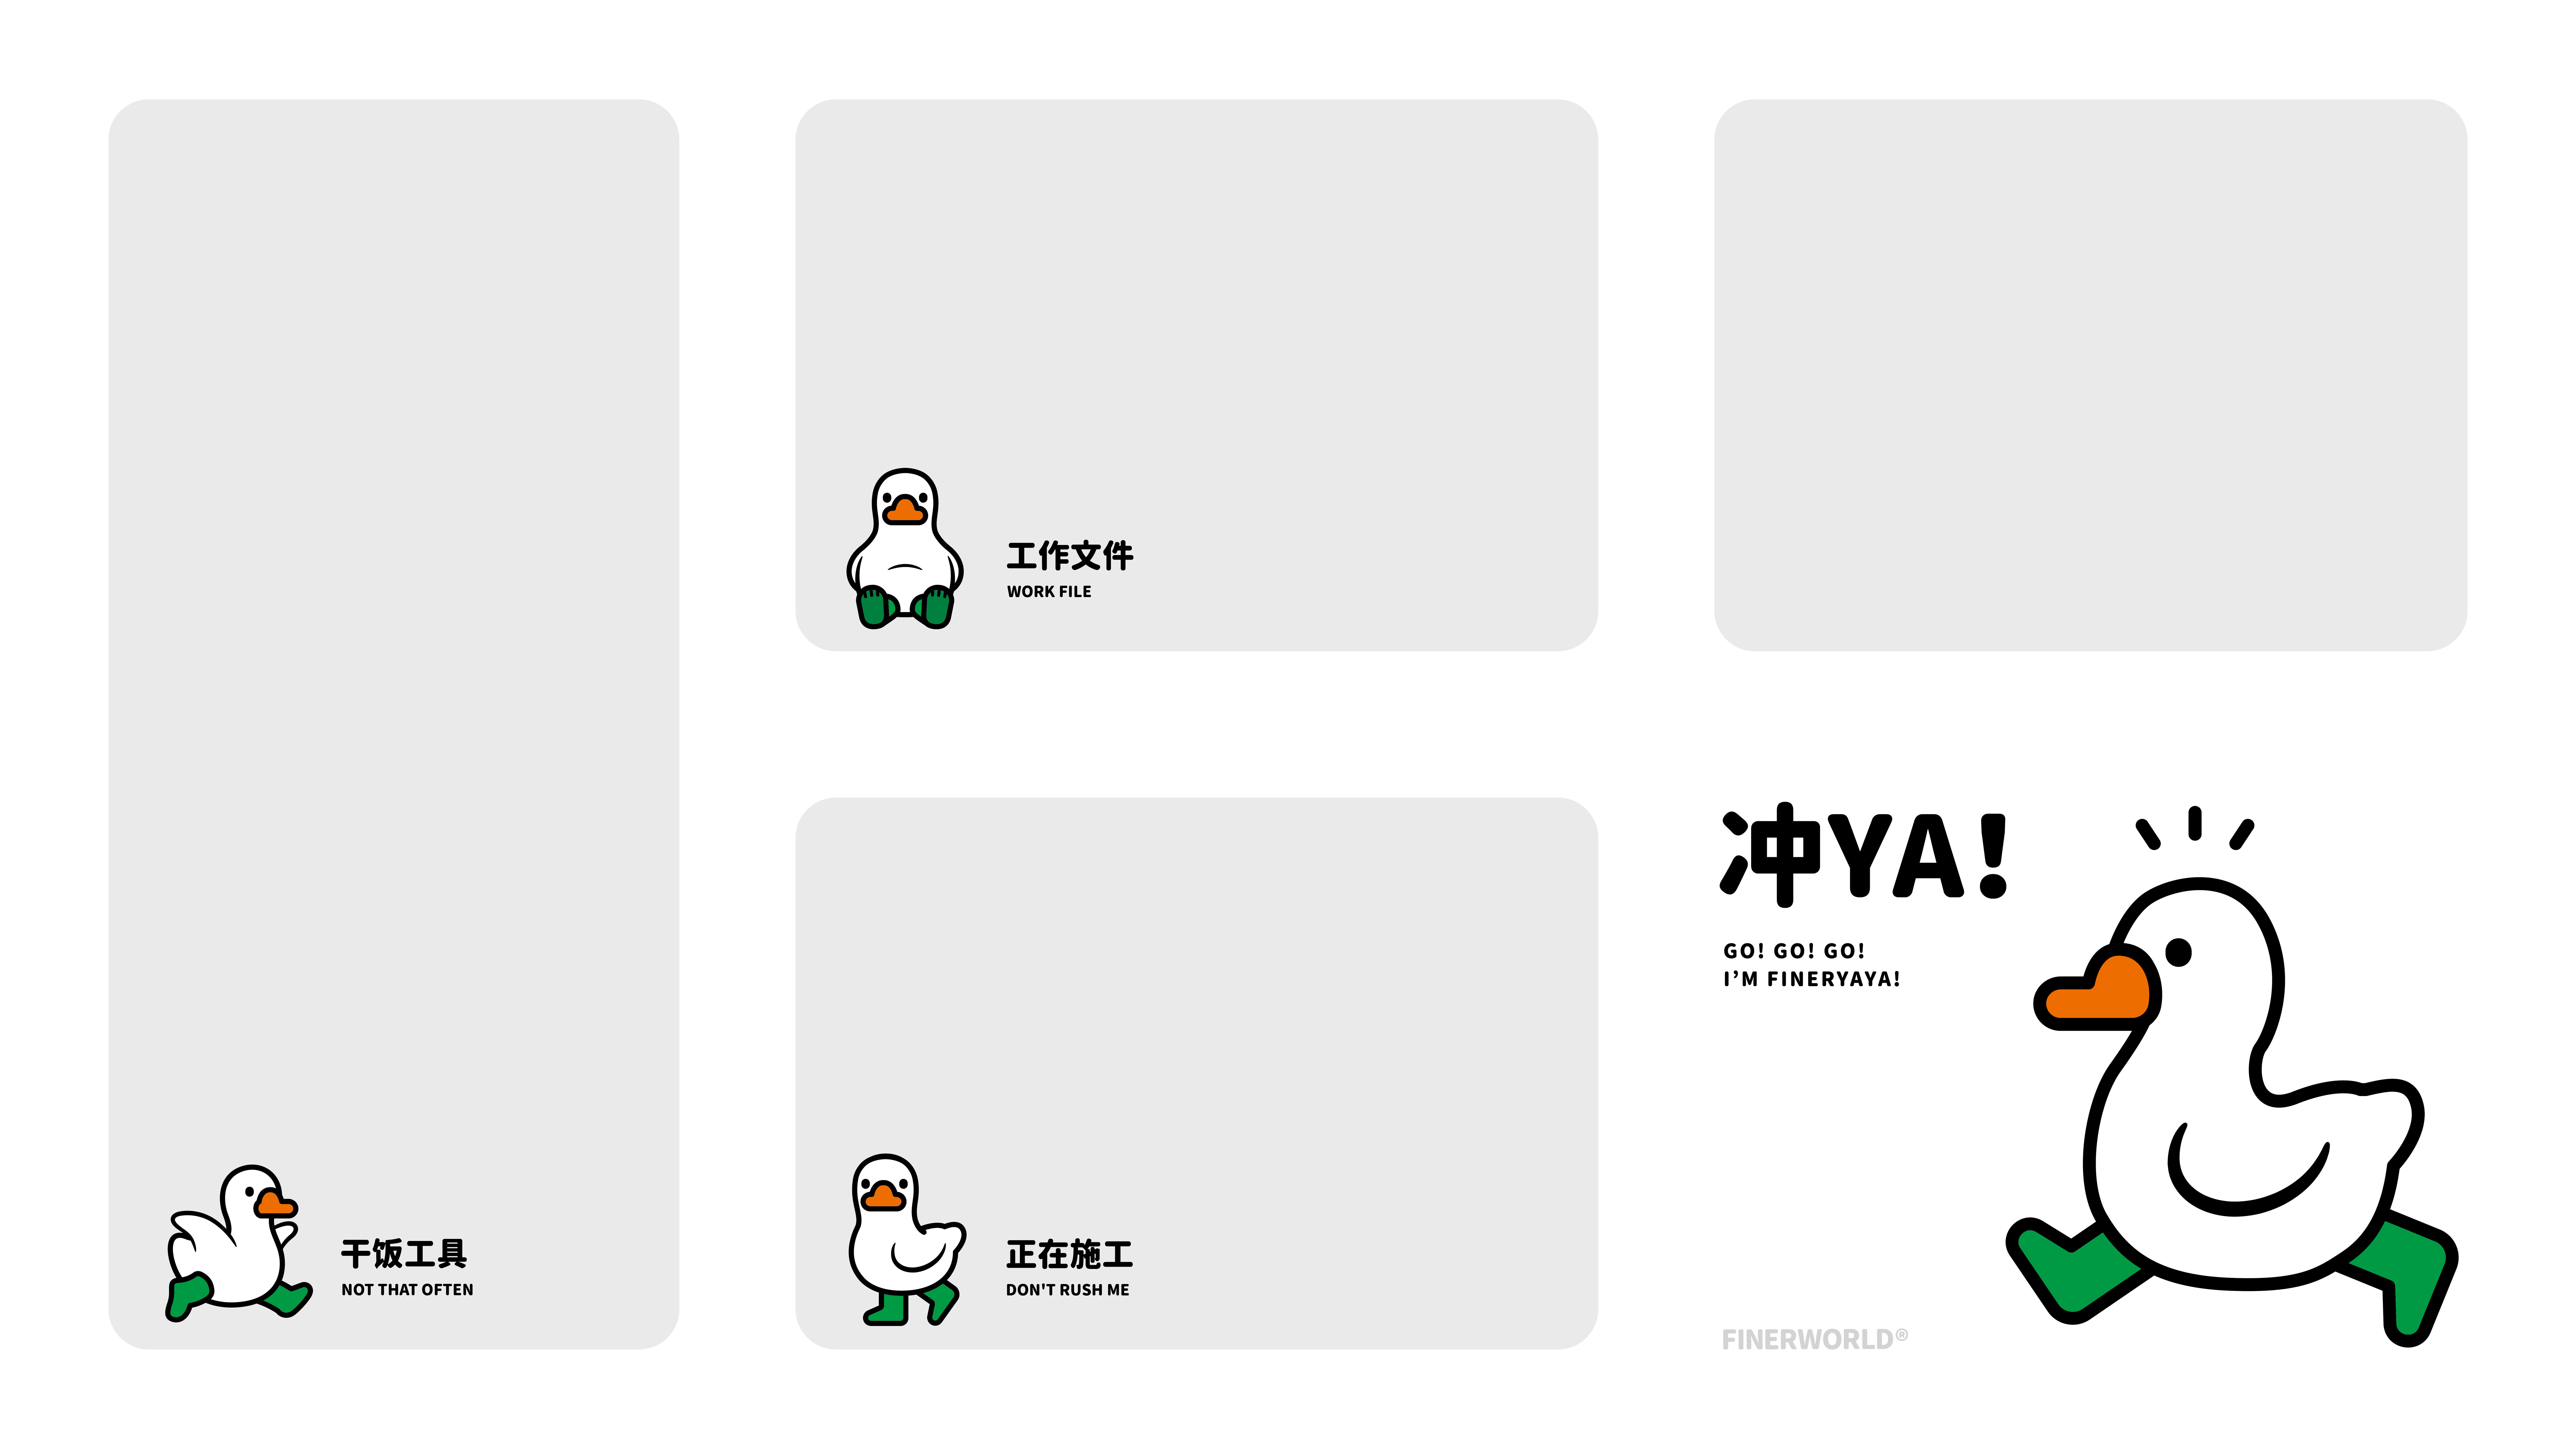 工作文件
WORK FILE
干饭工具
NOT THAT OFTEN
正在施工
DON'T RUSH ME
冲YA!
GO! GO! GO!
I’M FINERYAYA!
FINERWORLD®